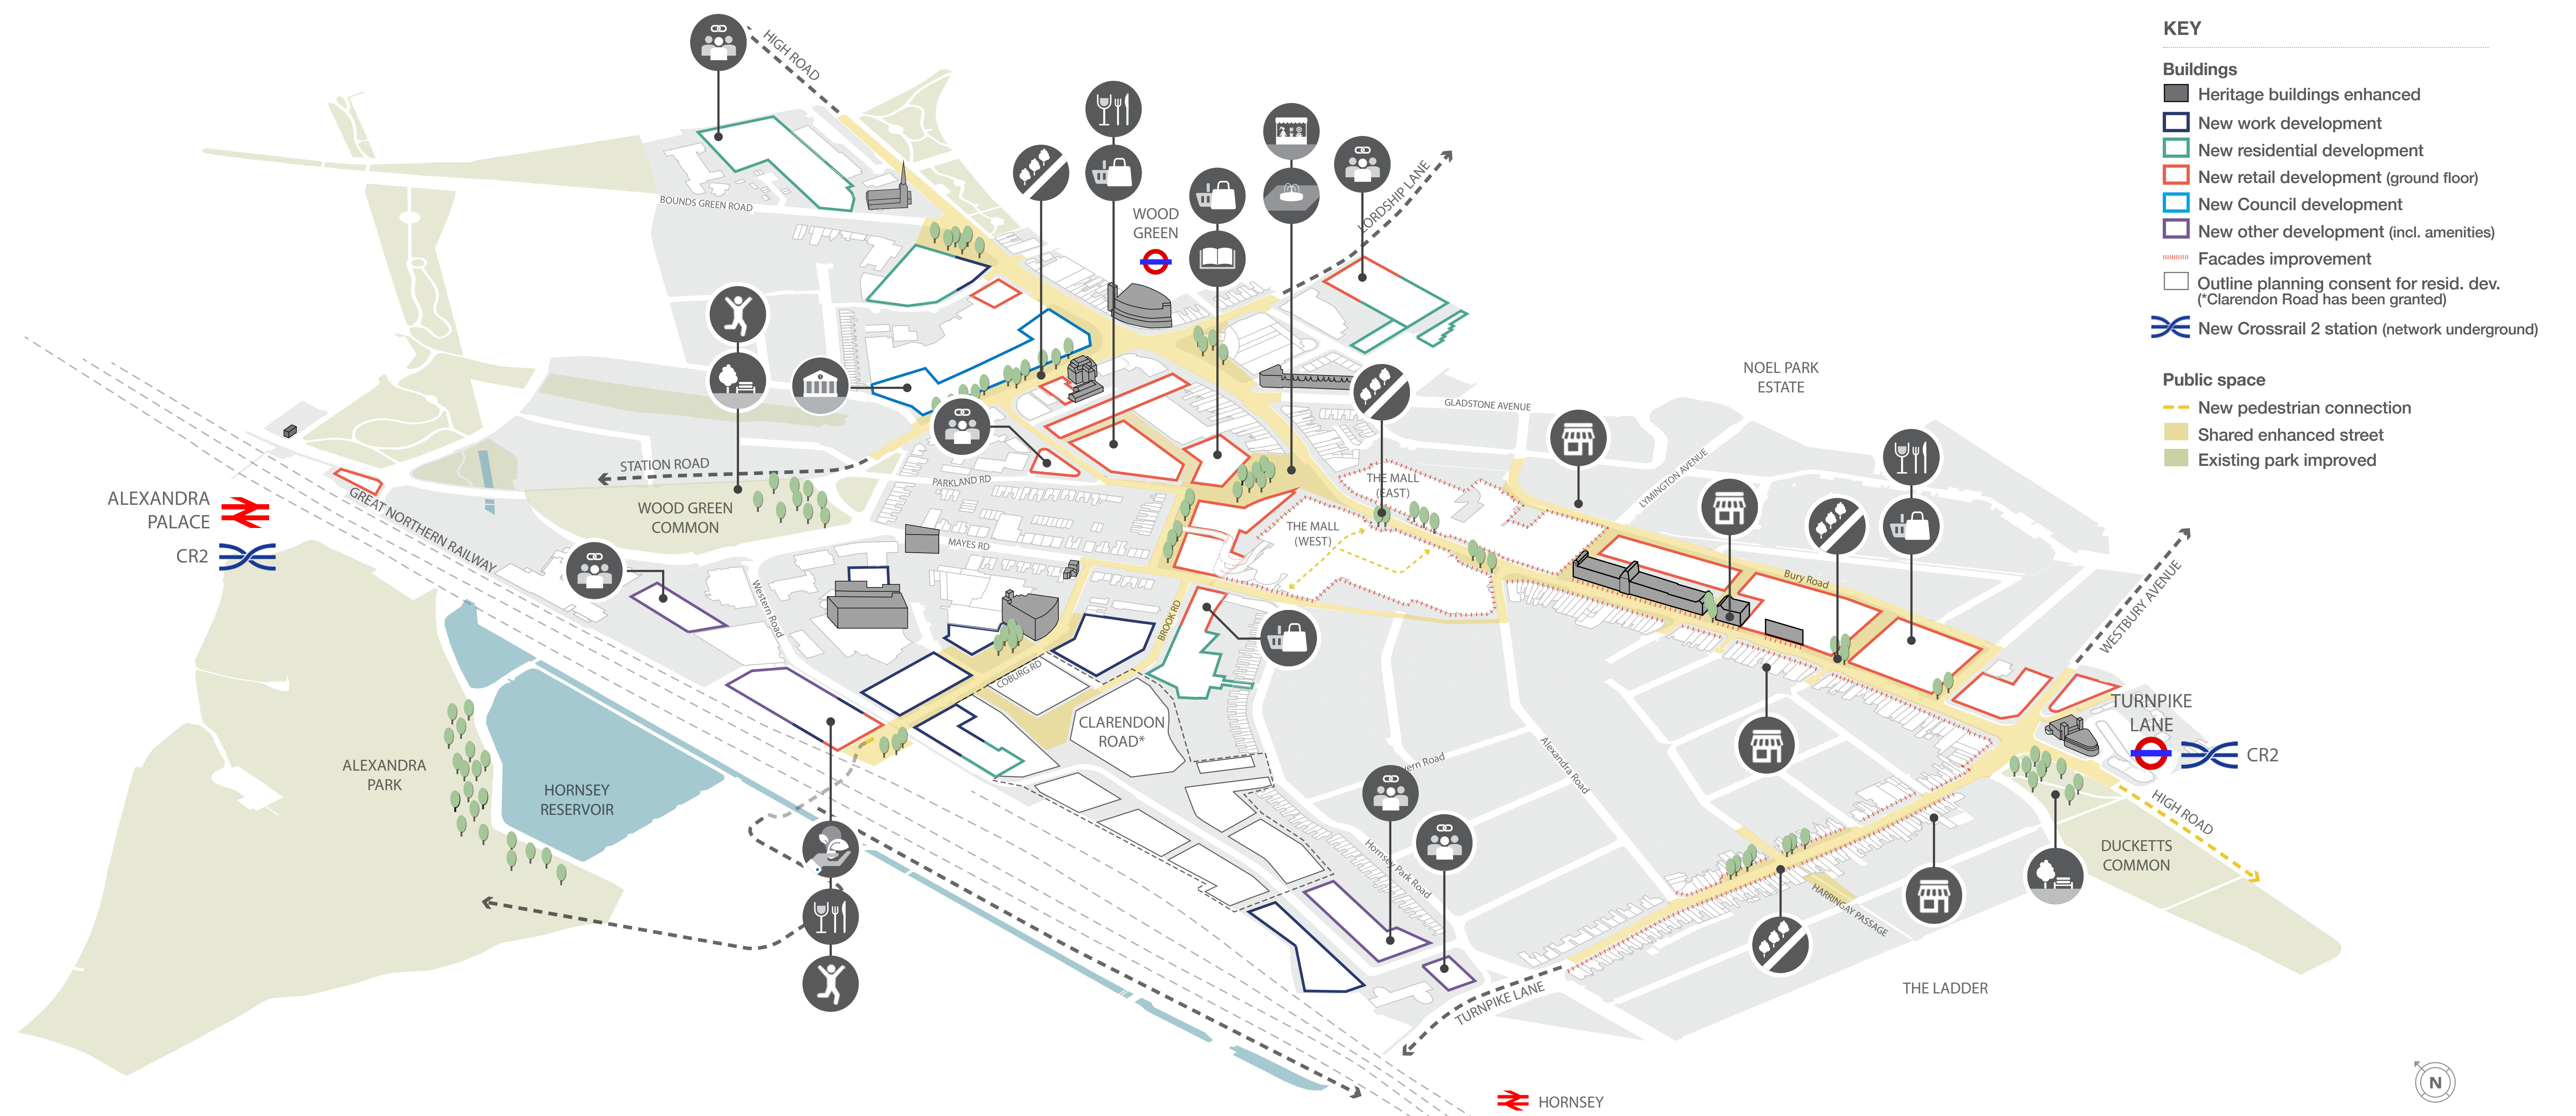 HIGH ROAD
KEY
Buildings
Heritage buildings enhanced
New work development
New residential development
New retail development (ground floor)
New Council development
New other development (incl. amenities)
Facades improvement
Outline planning consent for resid. dev.
(*Clarendon Road has been granted)
New Crossrail 2 station (network underground)
Public space
New pedestrian connection
Shared enhanced street
Existing park improved
BOUNDS GREEN ROAD
WOOD
GREEN
LORDSHIP LANE
NOEL PARK
ESTATE
GLADSTONE AVENUE
STATION ROAD
PARKLAND RD
LYMINGTON AVENUE
THE MALL
(EAST)
THE MALL
(WEST)
ALEXANDRA
PALACE
CR2
GREAT NORTHERN RAILWAY
WOOD GREEN
COMMON
MAYES RD
Western Road
BROOK RD
Bury Road
WESTBURY AVENUE
COBURG RD
CLARENDON
ROAD*
TURNPIKE
LANE
CR2
ALEXANDRA
PARK
HORNSEY
RESERVOIR
ern Road
Alexandra Road
Hornsey Park Road
HIGH ROAD
DUCKETTS
COMMON
HARRINGAY PASSAGE
THE LADDER
TURNPIKE LANE
HORNSEY
N